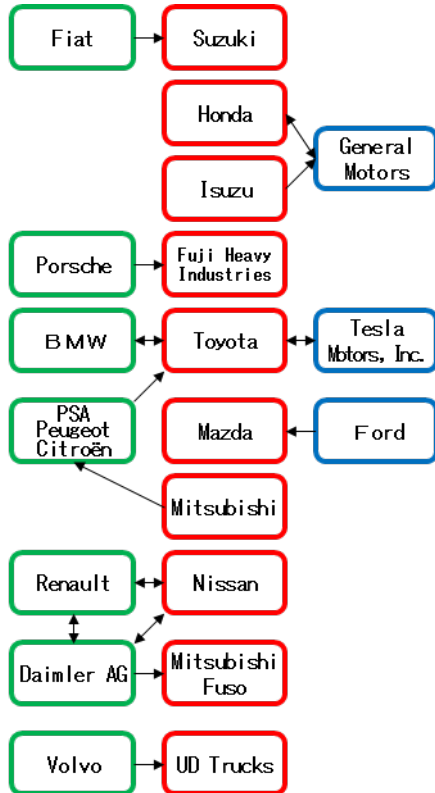 Fiat
Suzuki
Honda
General
Motors
Isuzu
Porsche
Fuji Heavy
Industries
BMW
Toyota
Tesla
Motors, Inc.
PSA
Peugeot
Citroën
Mazda
Ford
Mitsubishi
Renault
Nissan
Daimler AG
Mitsubishi
Fuso
Volvo
UD Trucks